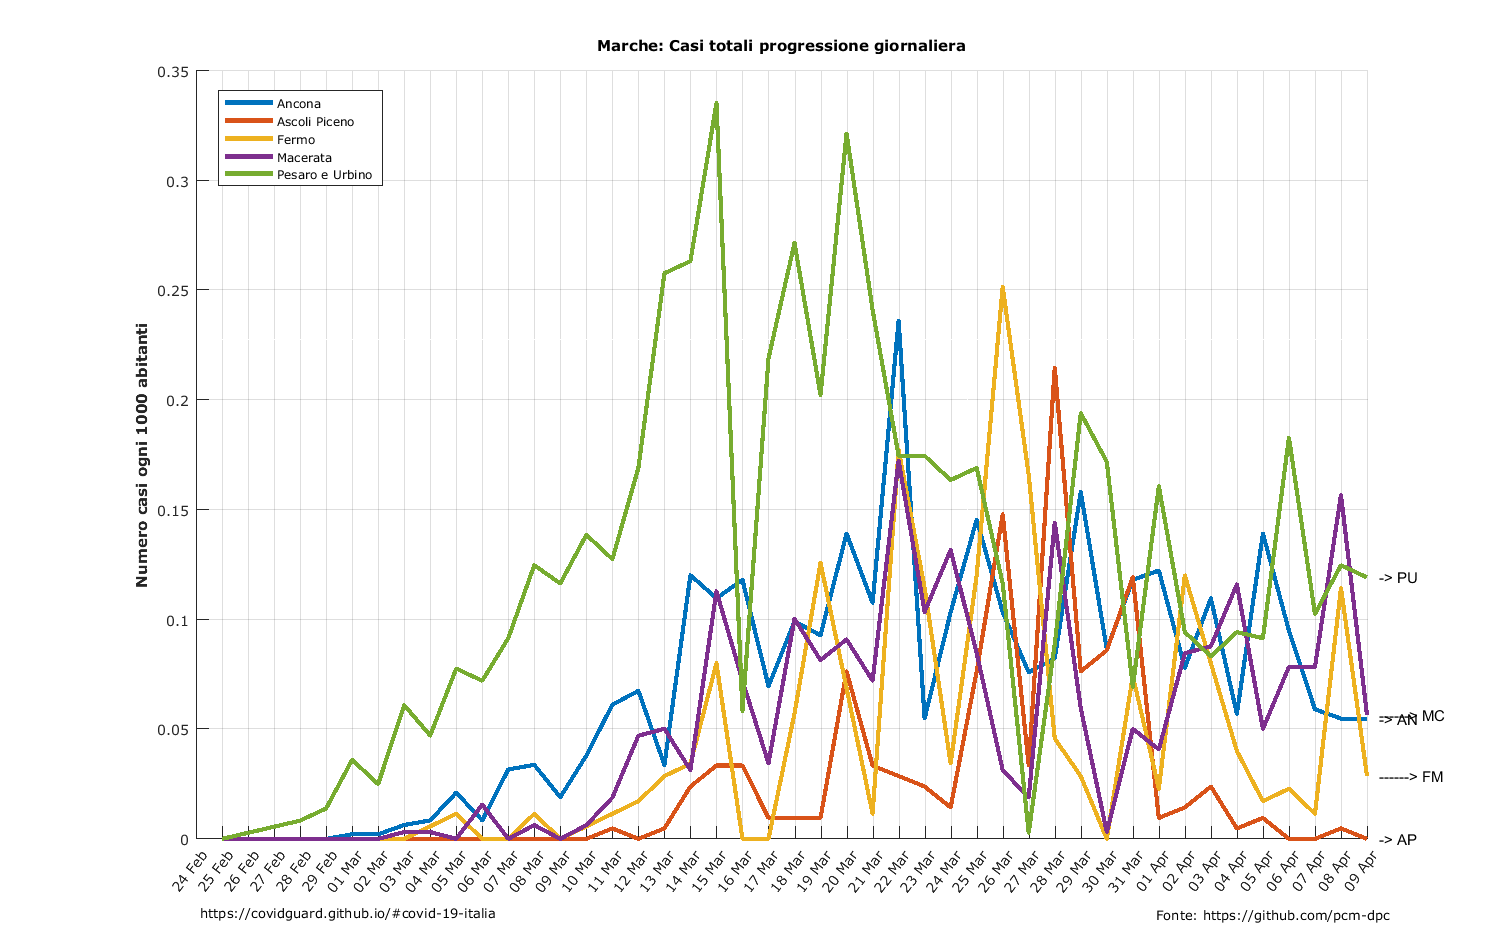 Marche: Casi totali progressione giornaliera
0.35
0.3
0.25
0.2
0.15
0.1
0.05
0
Numero casi ogni 1000 abitanti
Ancona
Ascoli Piceno
Fermo
Macerata
Pesaro e Urbino
-> PU
-----> MC
-> AN
------> FM
-> AP
24 Feb
25 Feb
26 Feb
27 Feb
28 Feb
29 Feb
01 Mar
02 Mar
03 Mar
04 Mar
05 Mar
06 Mar
07 Mar
08 Mar
09 Mar
10 Mar
11 Mar
12 Mar
13 Mar
14 Mar
15 Mar
16 Mar
17 Mar
18 Mar
19 Mar
20 Mar
21 Mar
22 Mar
23 Mar
24 Mar
25 Mar
26 Mar
27 Mar
28 Mar
29 Mar
30 Mar
31 Mar
01 Apr
02 Apr
03 Apr
04 Apr
05 Apr
06 Apr
07 Apr
08 Apr
09 Apr
https://covidguard.github.io/#covid-19-italia
Fonte: https://github.com/pcm-dpc